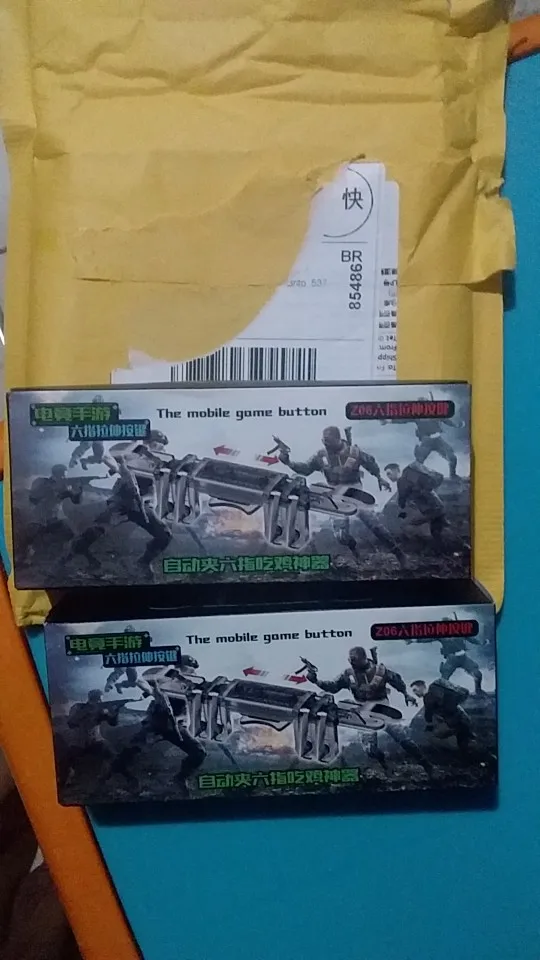 快
BR
85486R
电竞手游
六指拉伸按键
The mobile game button
Z06六指拉伸按键
自动夹六指吃鸡神器
电竞手游
六指拉伸按键
The mobile game button
Z06六指拉伸按键
自动夹六指吃鸡神器